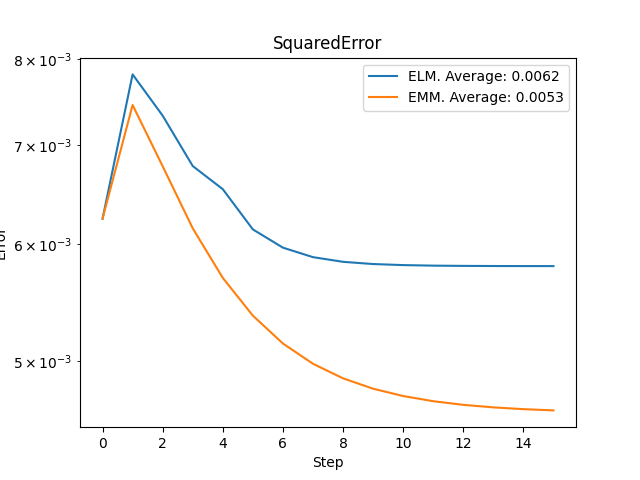 SquaredError
8 × 10⁻³
7 × 10⁻³
6 × 10⁻³
5 × 10⁻³
Error
ELM. Average: 0.0062
EMM. Average: 0.0053
0 2 4 6 8 10 12 14
Step